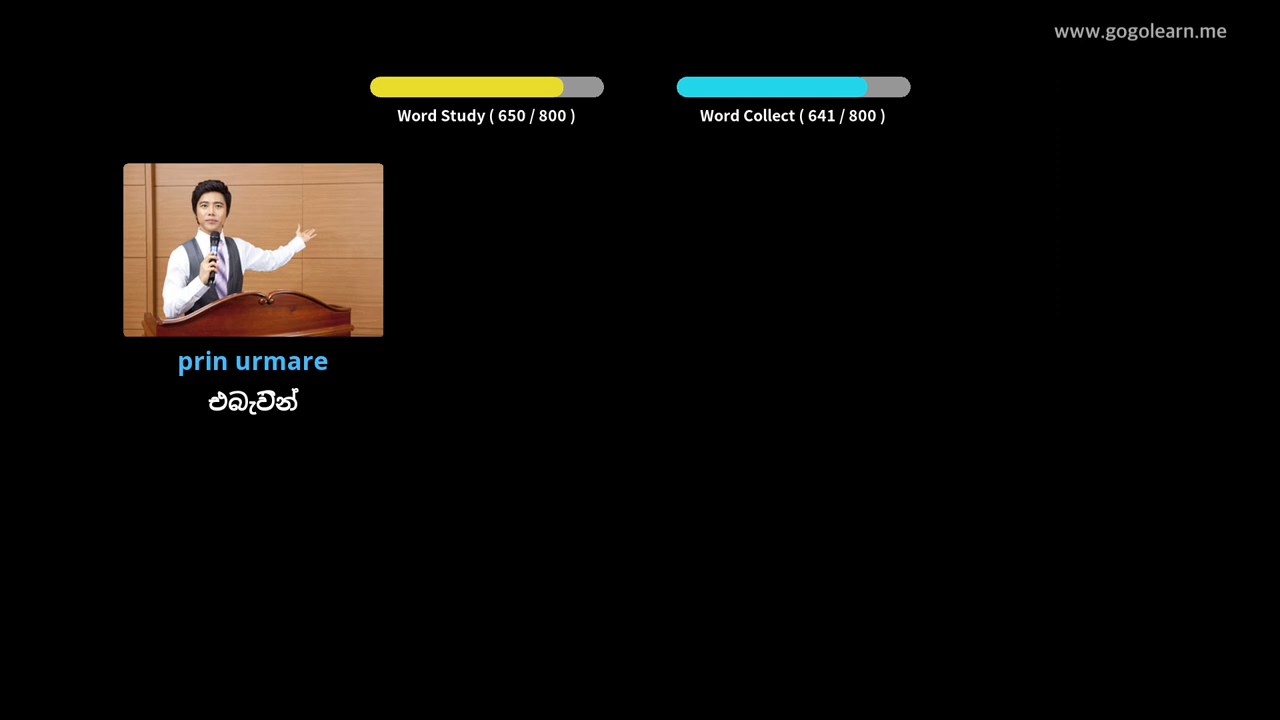 www.gogolearn.me
Word Study ( 650 / 800 )
Word Collect ( 641 / 800 )
prin urmare
එබැවින්